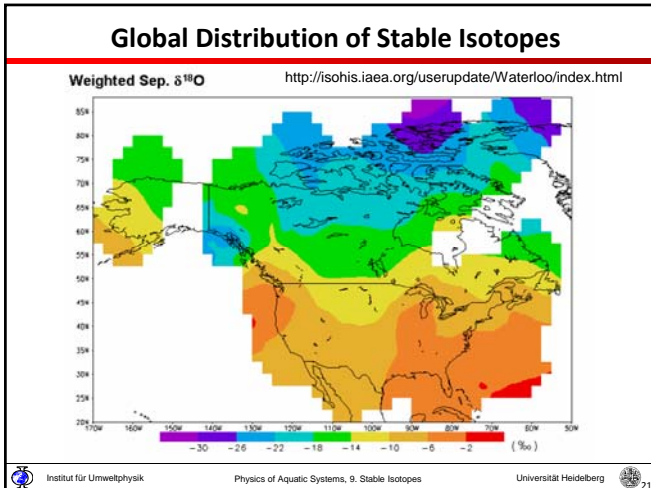 Global Distribution of Stable Isotopes
Weighted Sep. δ¹⁸O
http://isohis.iaea.org/userupdate/Waterloo/index.html
85N
80N
75N
70N
65N
60N
55N
50N
45N
40N
35N
30N
25N
20N
170W 160W 150W 140W 130W 120W 110W 100W 90W 80W 70W 60W 50W
-30 -26 -22 -18 -14 -10 -6 -2 (‰)
Institut für Umweltphysik Physics of Aquatic Systems, 9. Stable Isotopes Universität Heidelberg 21